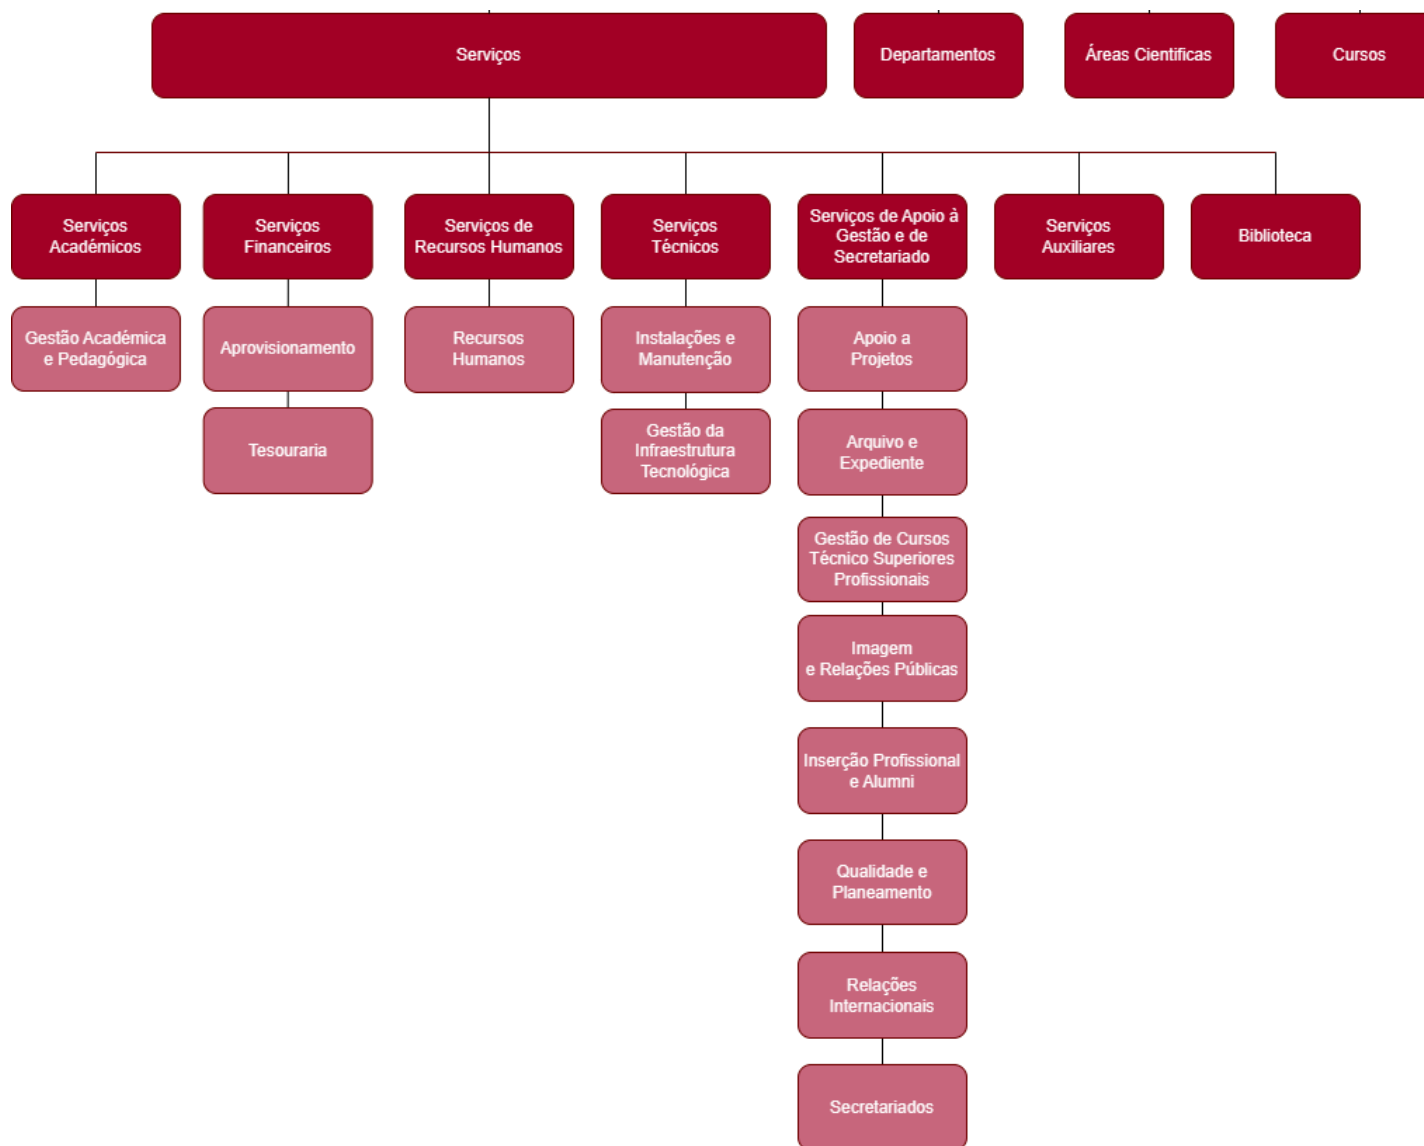 Serviços
Departamentos
Áreas Cientificas
Cursos
Serviços
Académicos
Serviços
Financeiros
Serviços de
Recursos Humanos
Serviços
Técnicos
Serviços de Apoio à
Gestão e de
Secretariado
Serviços
Auxiliares
Biblioteca
Gestão Académica
e Pedagógica
Aprovisionamento
Recursos
Humanos
Instalações e
Manutenção
Apoio a
Projetos
Tesouraria
Gestão da
Infraestrutura
Tecnológica
Arquivo e
Expediente
Gestão de Cursos
Técnico Superiores
Profissionais
Imagem
e Relações Públicas
Inserção Profissional
e Alumni
Qualidade e
Planeamento
Relações
Internacionais
Secretariados